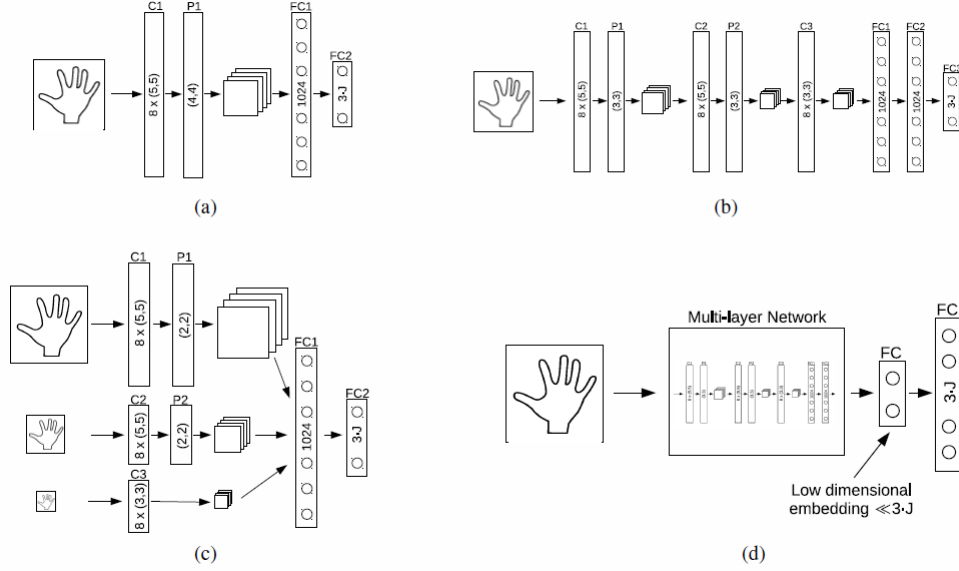 C1
P1
FC1
FC2
8 x (5,5)
(4,4)
1024
3·J
(a)
C1
P1
C2
P2
C3
FC1
FC2
FC3
8 x (5,5)
(3,3)
8 x (5,5)
(3,3)
8 x (3,3)
1024
1024
3·J
(b)
C1
P1
8 x (5,5)
(2,2)
C2
P2
8 x (5,5)
(2,2)
C3
8 x (3,3)
FC1
1024
FC2
3·J
(c)
Multi-layer Network
FC
FC
3·J
Low dimensional
embedding ≪3·J
(d)